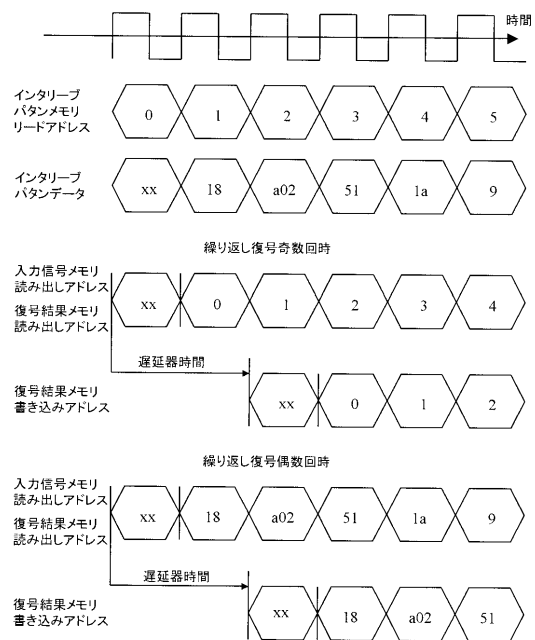 時間
インタリーブ
パタンメモリ
リードアドレス
0 1 2 3 4 5
インタリーブ
パタンデータ
xx 18 a02 51 1a 9
繰り返し復号奇数回時
入力信号メモリ
読み出しアドレス
復号結果メモリ
読み出しアドレス
xx 0 1 2 3 4
遅延器時間
復号結果メモリ
書き込みアドレス
xx 0 1 2
繰り返し復号偶数回時
入力信号メモリ
読み出しアドレス
復号結果メモリ
読み出しアドレス
xx 18 a02 51 1a 9
遅延器時間
復号結果メモリ
書き込みアドレス
xx 18 a02 51